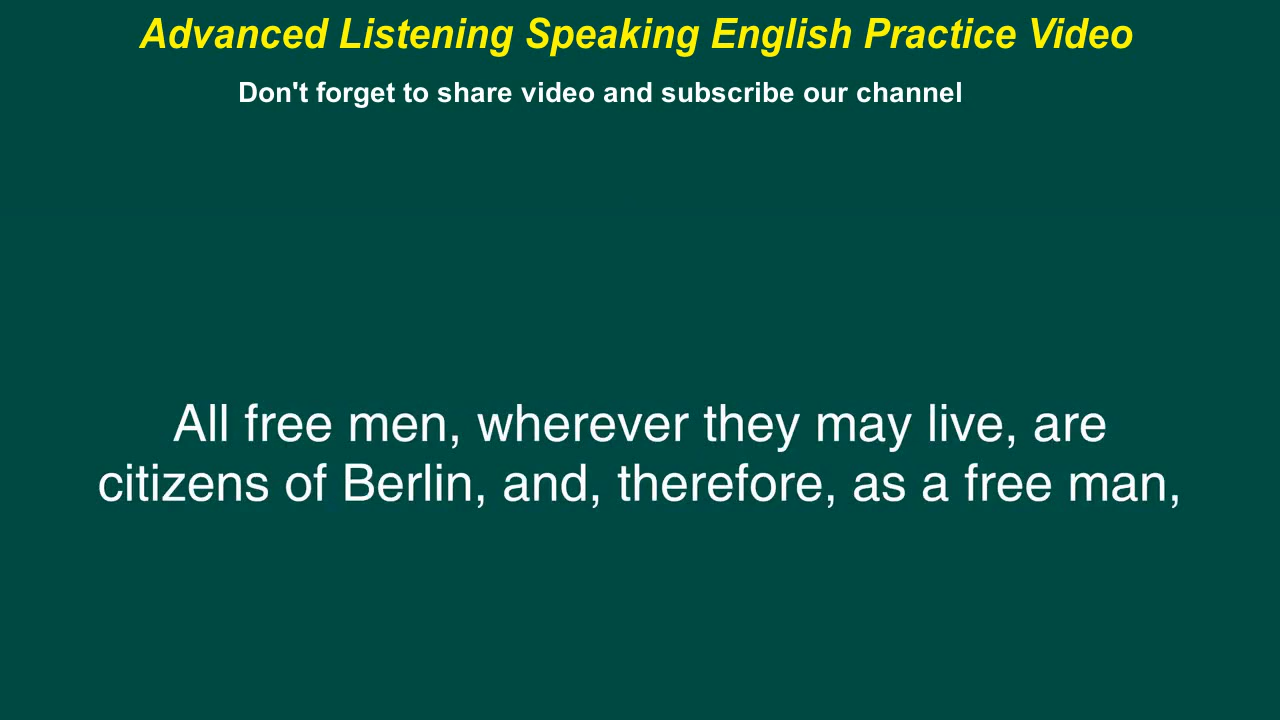 Advanced Listening Speaking English Practice Video
Don't forget to share video and subscribe our channel
All free men, wherever they may live, are
citizens of Berlin, and, therefore, as a free man,